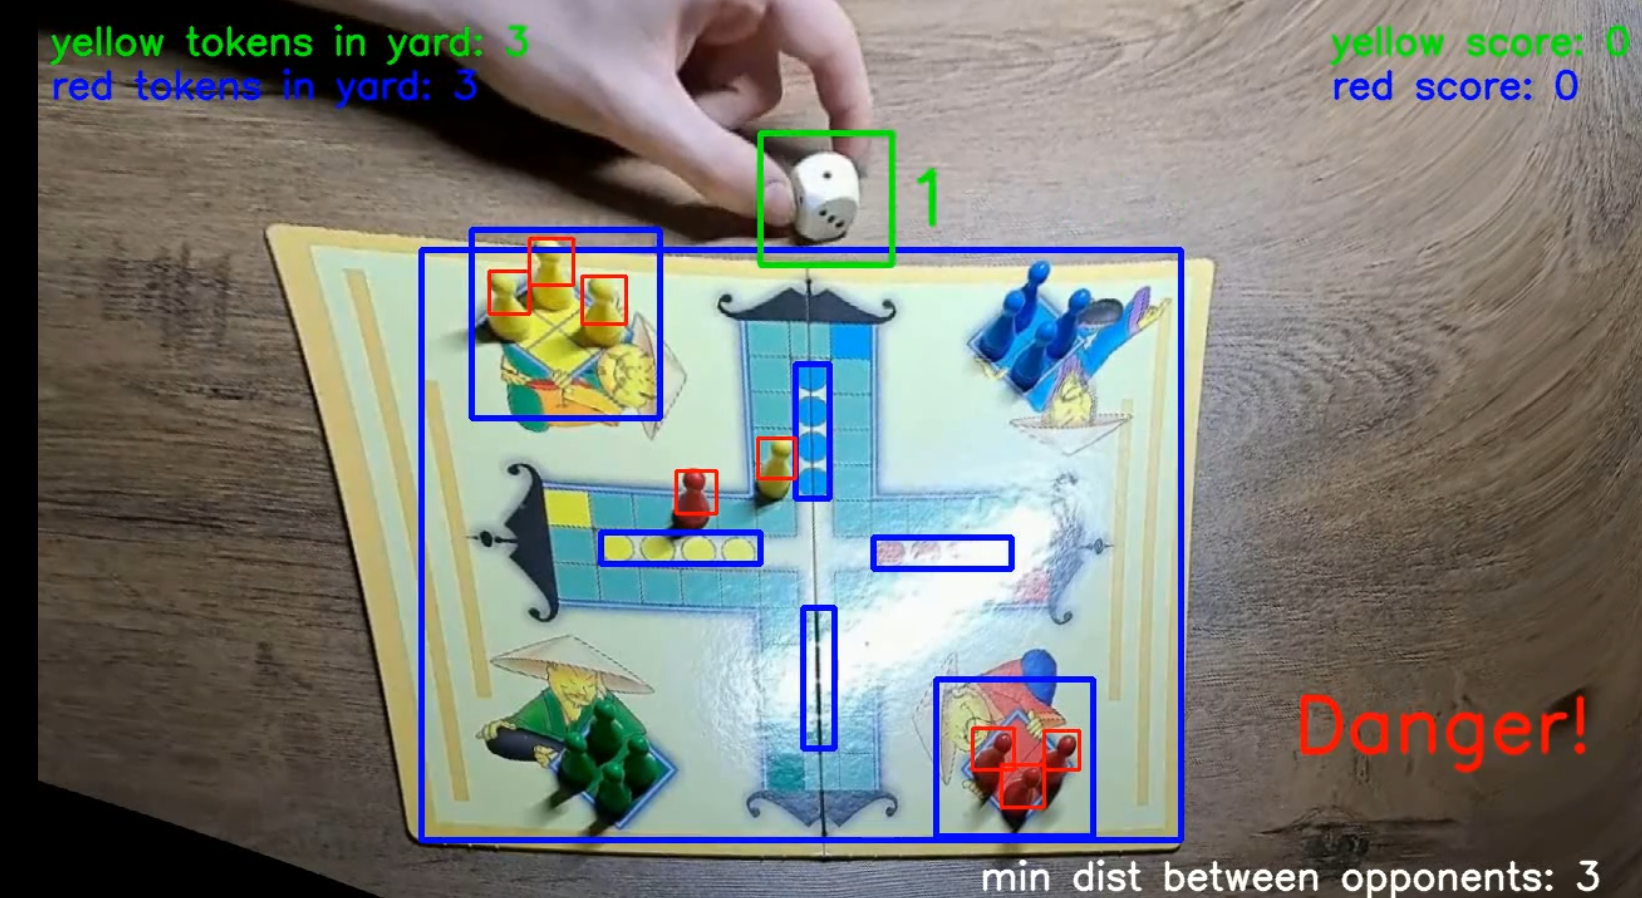 yellow tokens in yard: 3
red tokens in yard: 3
yellow score: 0
red score: 0
1
Danger!
min dist between opponents: 3